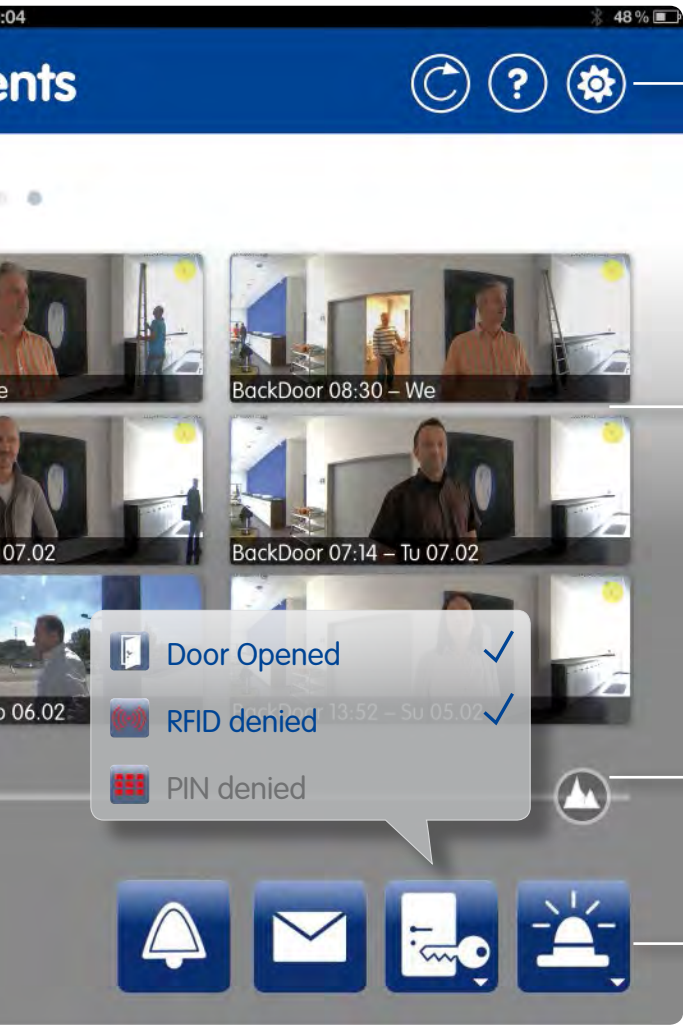 :04 48 %
ents
?
e
BackDoor 08:30 – We
07.02
BackDoor 07:14 – Tu 07.02
06.02
BackDoor 13:52 – Su 05.02
Door Opened
RFID denied
PIN denied